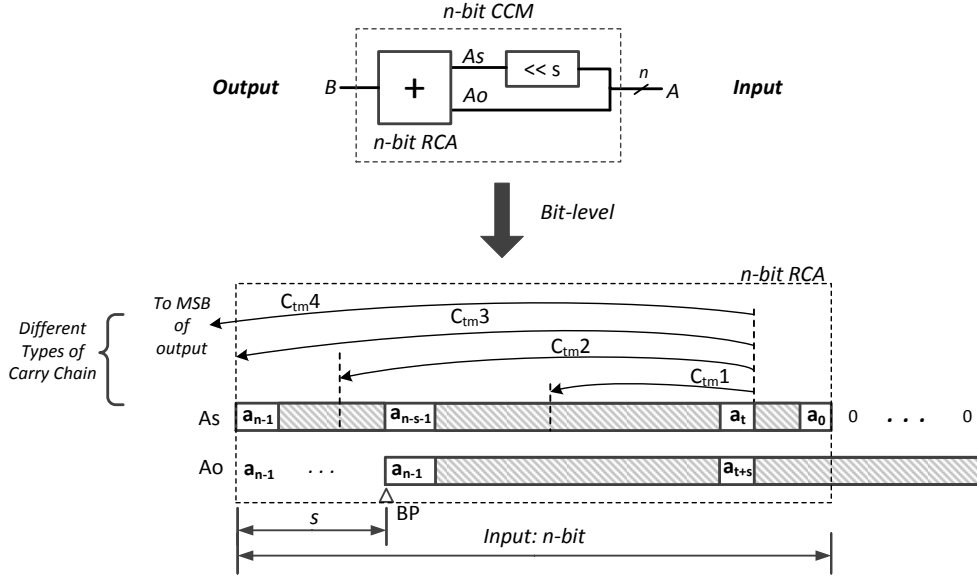 n-bit CCM
Output
B
+
As
<< s
Ao
n
A
Input
n-bit RCA
Bit-level
n-bit RCA
Different
Types of
Carry Chain
To MSB
of
output
Ctm4
Ctm3
Ctm2
Ctm1
As
an-1
an-s-1
at
a0
0 . . . 0
Ao
an-1
. . .
an-1
at+s
BP
s
Input: n-bit